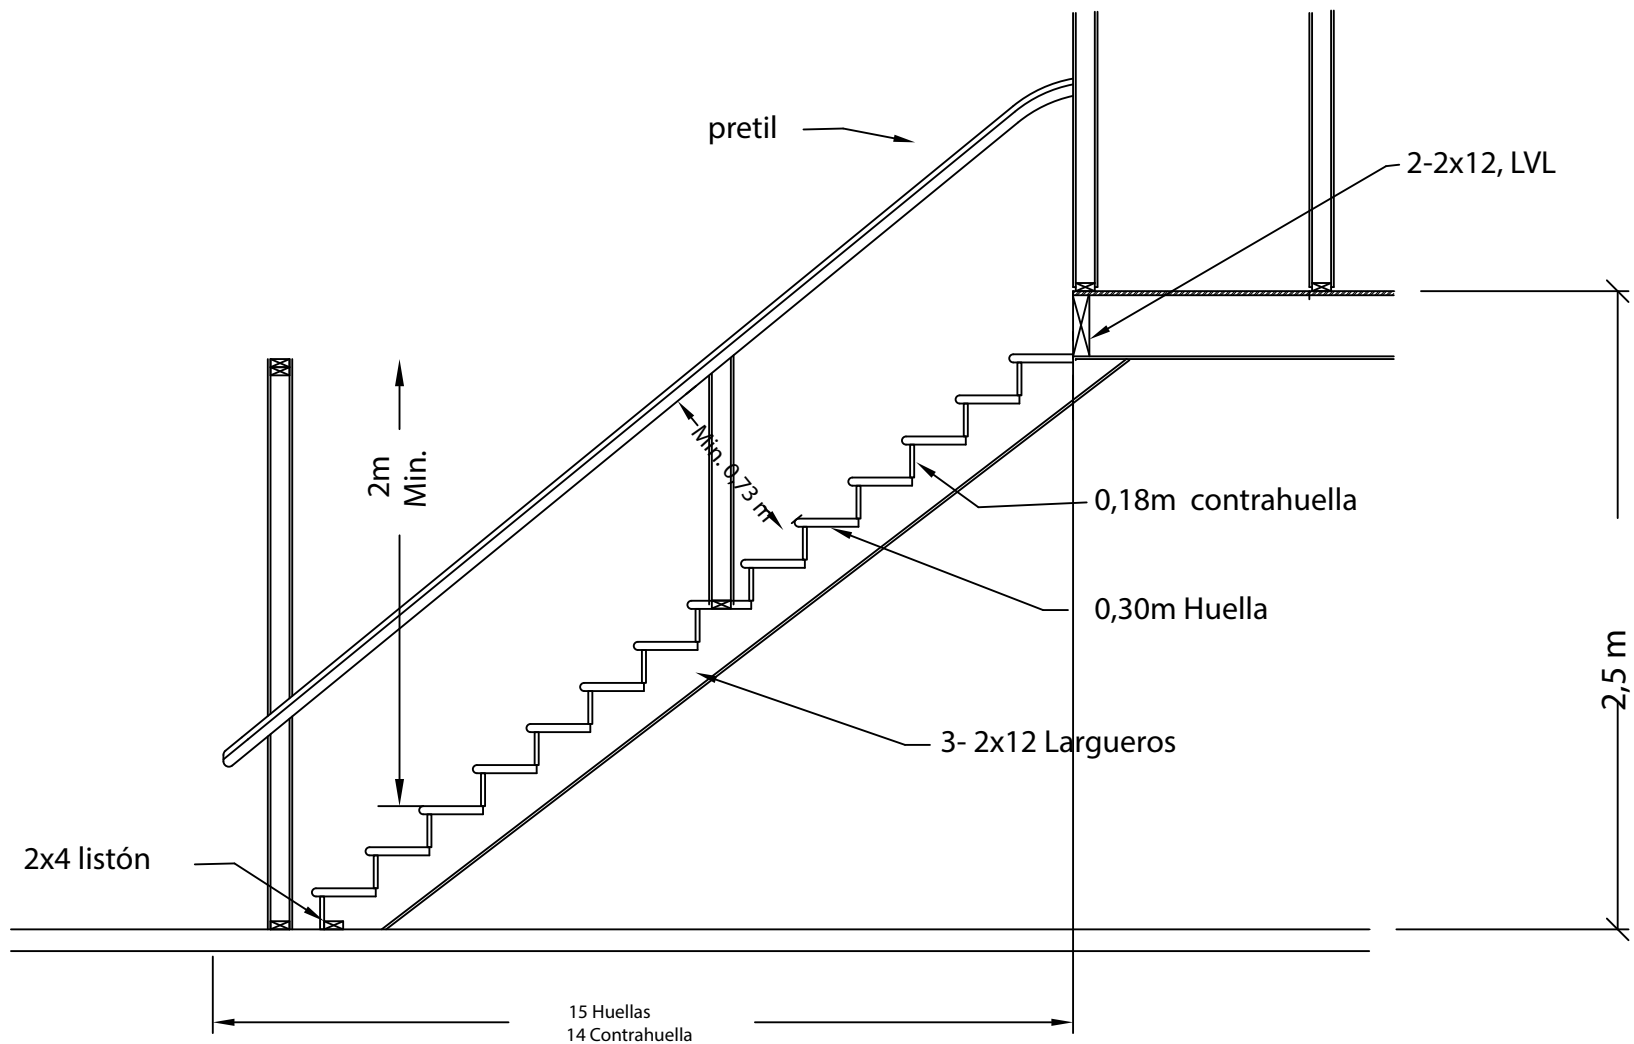 pretil
2-2x12, LVL
2m
Min.
Min. 0,73 m
0,18m contrahuella
0,30m Huella
2,5 m
3- 2x12 Largueros
2x4 listón
15 Huellas
14 Contrahuella